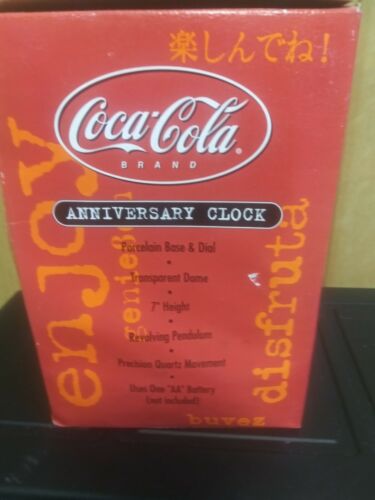 楽しんでね!
Coca-Cola®
BRAND
ANNIVERSARY CLOCK
Porcelain Base & Dial
•
Transparent Dome
•
7" Height
•
Revolving Pendulum
•
Precision Quartz Movement
•
Uses One "AA" Battery
(not included)
enjoy
disfruta
buvez